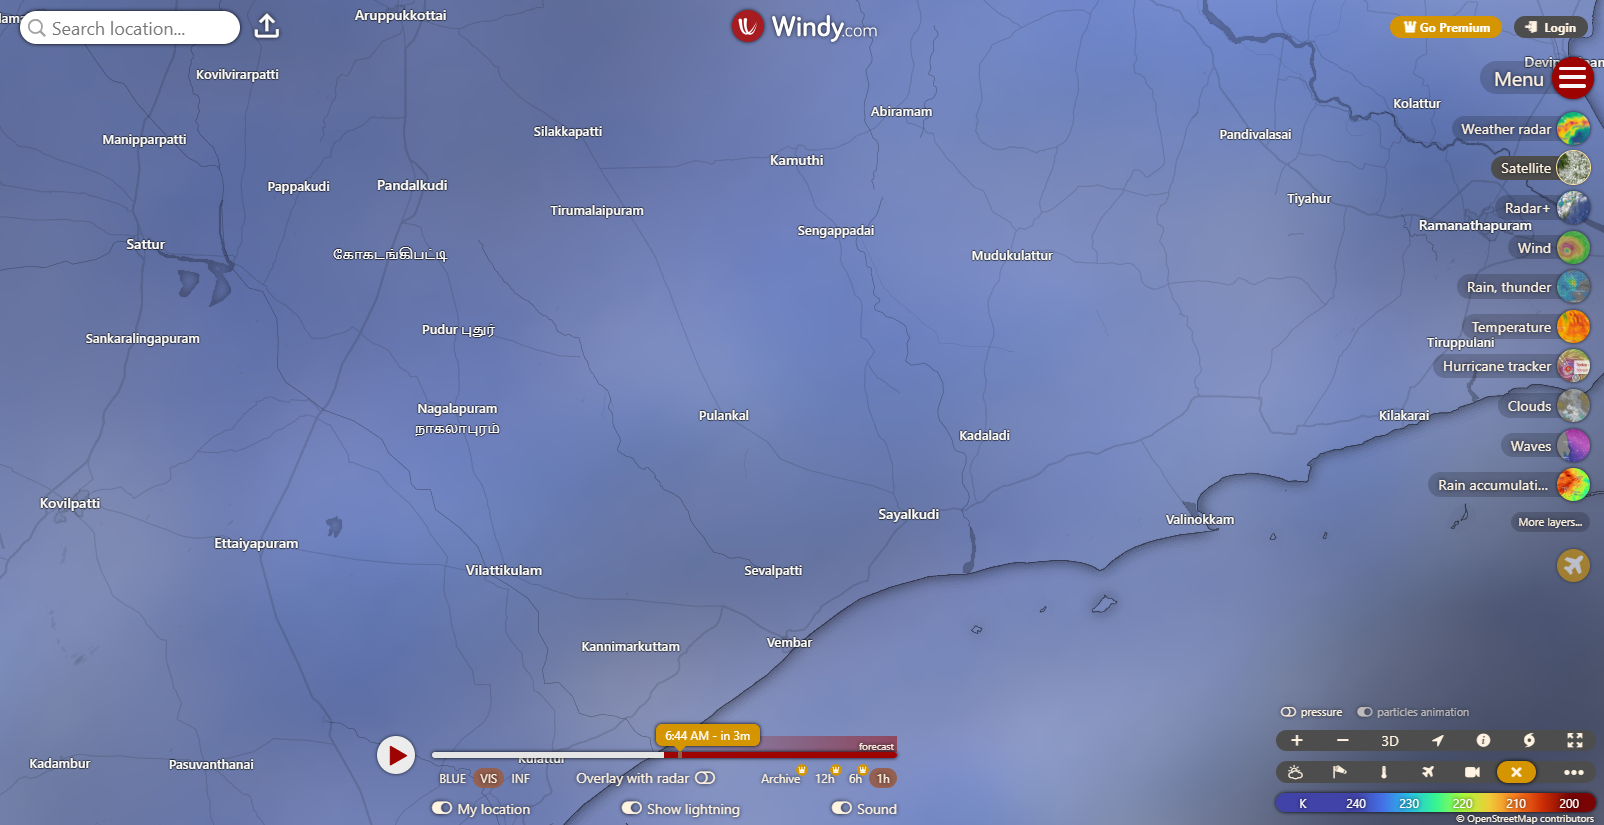 Search location...
Aruppukkottai
Windy.com
Go Premium
Login
Menu
Kovilvirarpatti
Kolattur
Abiramam
Weather radar
Silakkapatti
Pandivalasai
Manipparpatti
Kamuthi
Satellite
Pappakudi
Pandalkudi
Tiyahur
Tirumalaipuram
Radar+
Ramanathapuram
Sengappadai
Sattur
Wind
கோகடங்கிபட்டி
Mudukulattur
Rain, thunder
Temperature
Pudur புதுர்
Sankaralingapuram
Tiruppulani
Hurricane tracker
Clouds
Nagalapuram
நாகலாபுரம்
Pulankal
Kilakarai
Kadaladi
Waves
Rain accumulati...
Kovilpatti
Sayalkudi
Valinokkam
More layers...
Ettaiyapuram
Vilattikulam
Sevalpatti
Kannimarkuttam
Vembar
pressure
particles animation
6:44 AM - in 3m
forecast
3D
Kadambur
Pasuvanthanai
Kulattur
BLUE VIS INF
Overlay with radar
Archive 12h 6h 1h
My location
Show lightning
Sound
K 240 230 220 210 200
© OpenStreetMap contributors